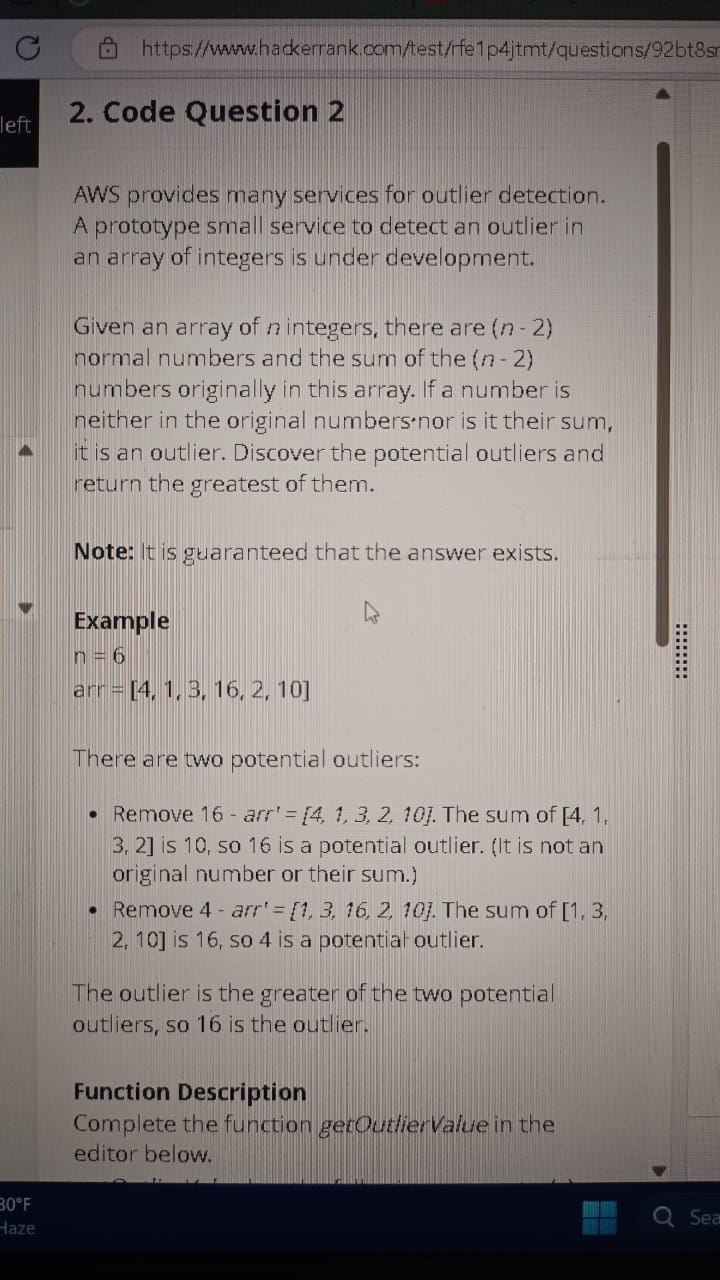 https://www.hackerrank.com/test/rfe1p4jtmt/questions/92bt8sr
left
2. Code Question 2
AWS provides many services for outlier detection.
A prototype small service to detect an outlier in
an array of integers is under development.
Given an array of n integers, there are (n - 2)
normal numbers and the sum of the (n - 2)
numbers originally in this array. If a number is
neither in the original numbers nor is it their sum,
it is an outlier. Discover the potential outliers and
return the greatest of them.
Note: It is guaranteed that the answer exists.
Example
n = 6
arr = [4, 1, 3, 16, 2, 10]
There are two potential outliers:
• Remove 16 - arr' = [4, 1, 3, 2, 10]. The sum of [4, 1,
3, 2] is 10, so 16 is a potential outlier. (It is not an
original number or their sum.)
• Remove 4 - arr' = [1, 3, 16, 2, 10]. The sum of [1, 3,
2, 10] is 16, so 4 is a potential outlier.
The outlier is the greater of the two potential
outliers, so 16 is the outlier.
Function Description
Complete the function getOutlierValue in the
editor below.
30°F
Haze
Sea